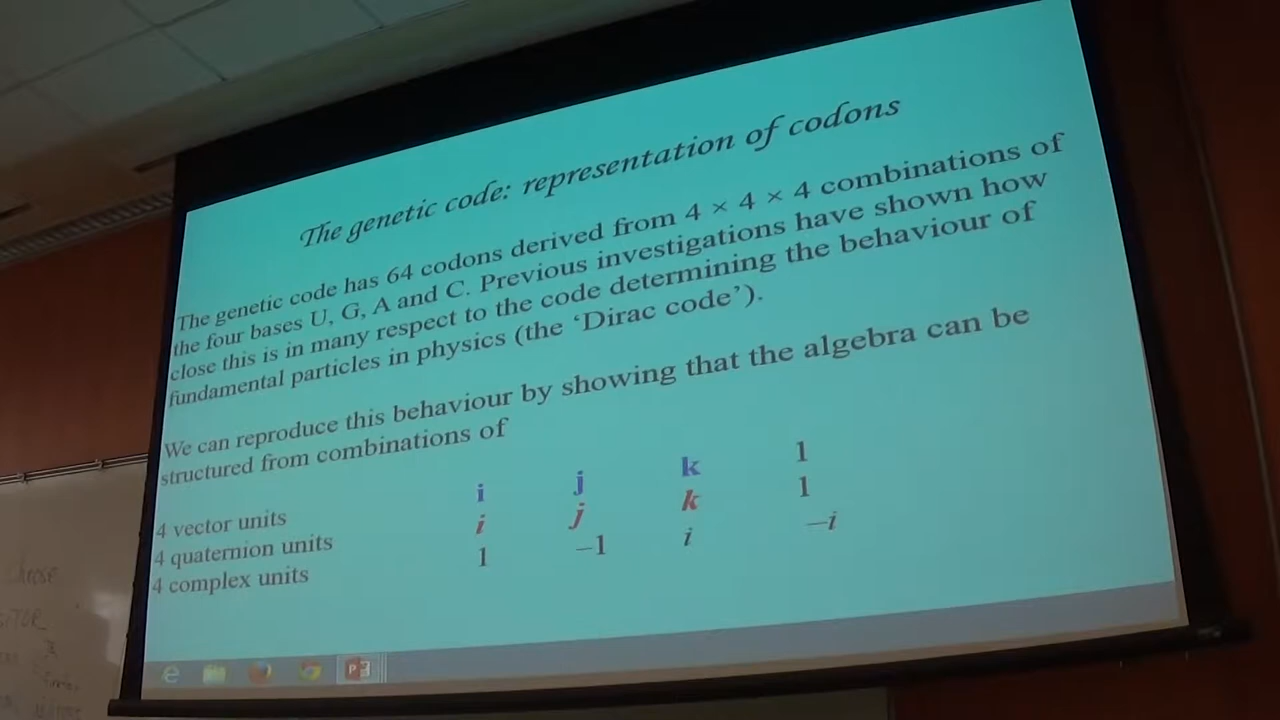 The genetic code: representation of codons
The genetic code has 64 codons derived from 4 × 4 × 4 combinations of
the four bases U, G, A and C. Previous investigations have shown how
close this is in many respect to the code determining the behaviour of
fundamental particles in physics (the ‘Dirac code’).
We can reproduce this behaviour by showing that the algebra can be
structured from combinations of
4 vector units i j k 1
4 quaternion units i j k 1
4 complex units 1 –1 i –i